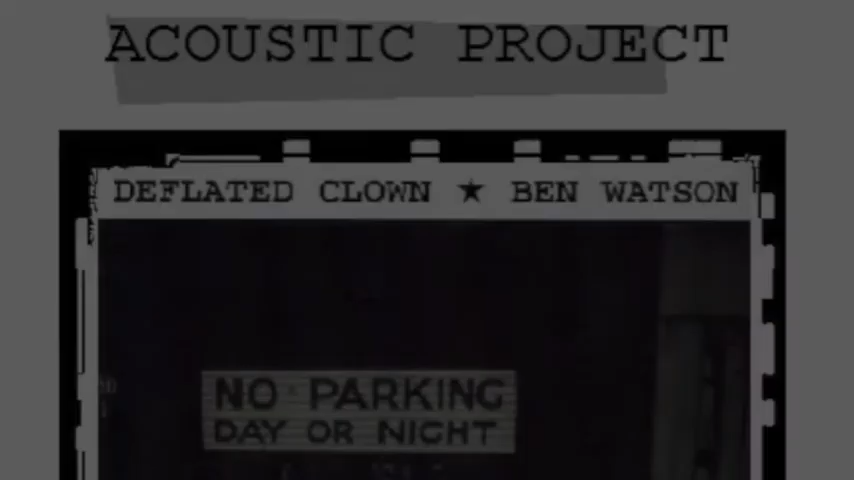 ACOUSTIC PROJECT
DEFLATED CLOWN ★ BEN WATSON
NO PARKING
DAY OR NIGHT